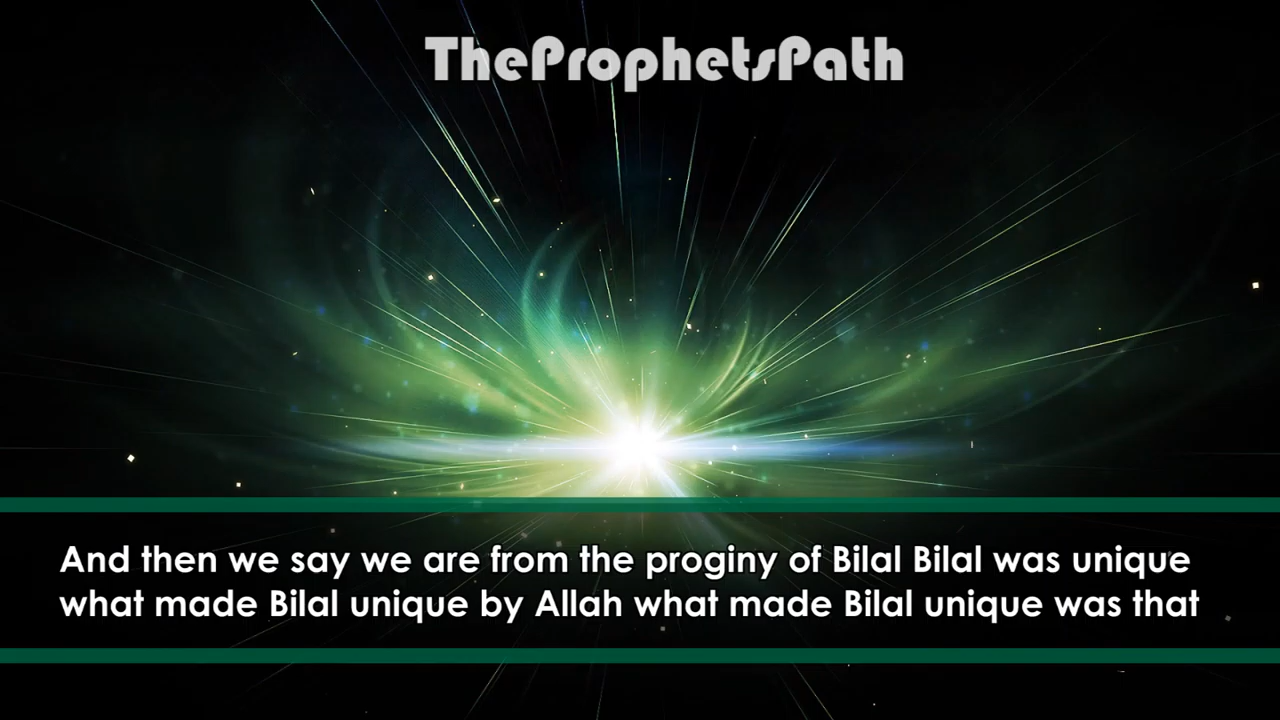 TheProphetsPath
And then we say we are from the proginy of Bilal Bilal was unique
what made Bilal unique by Allah what made Bilal unique was that